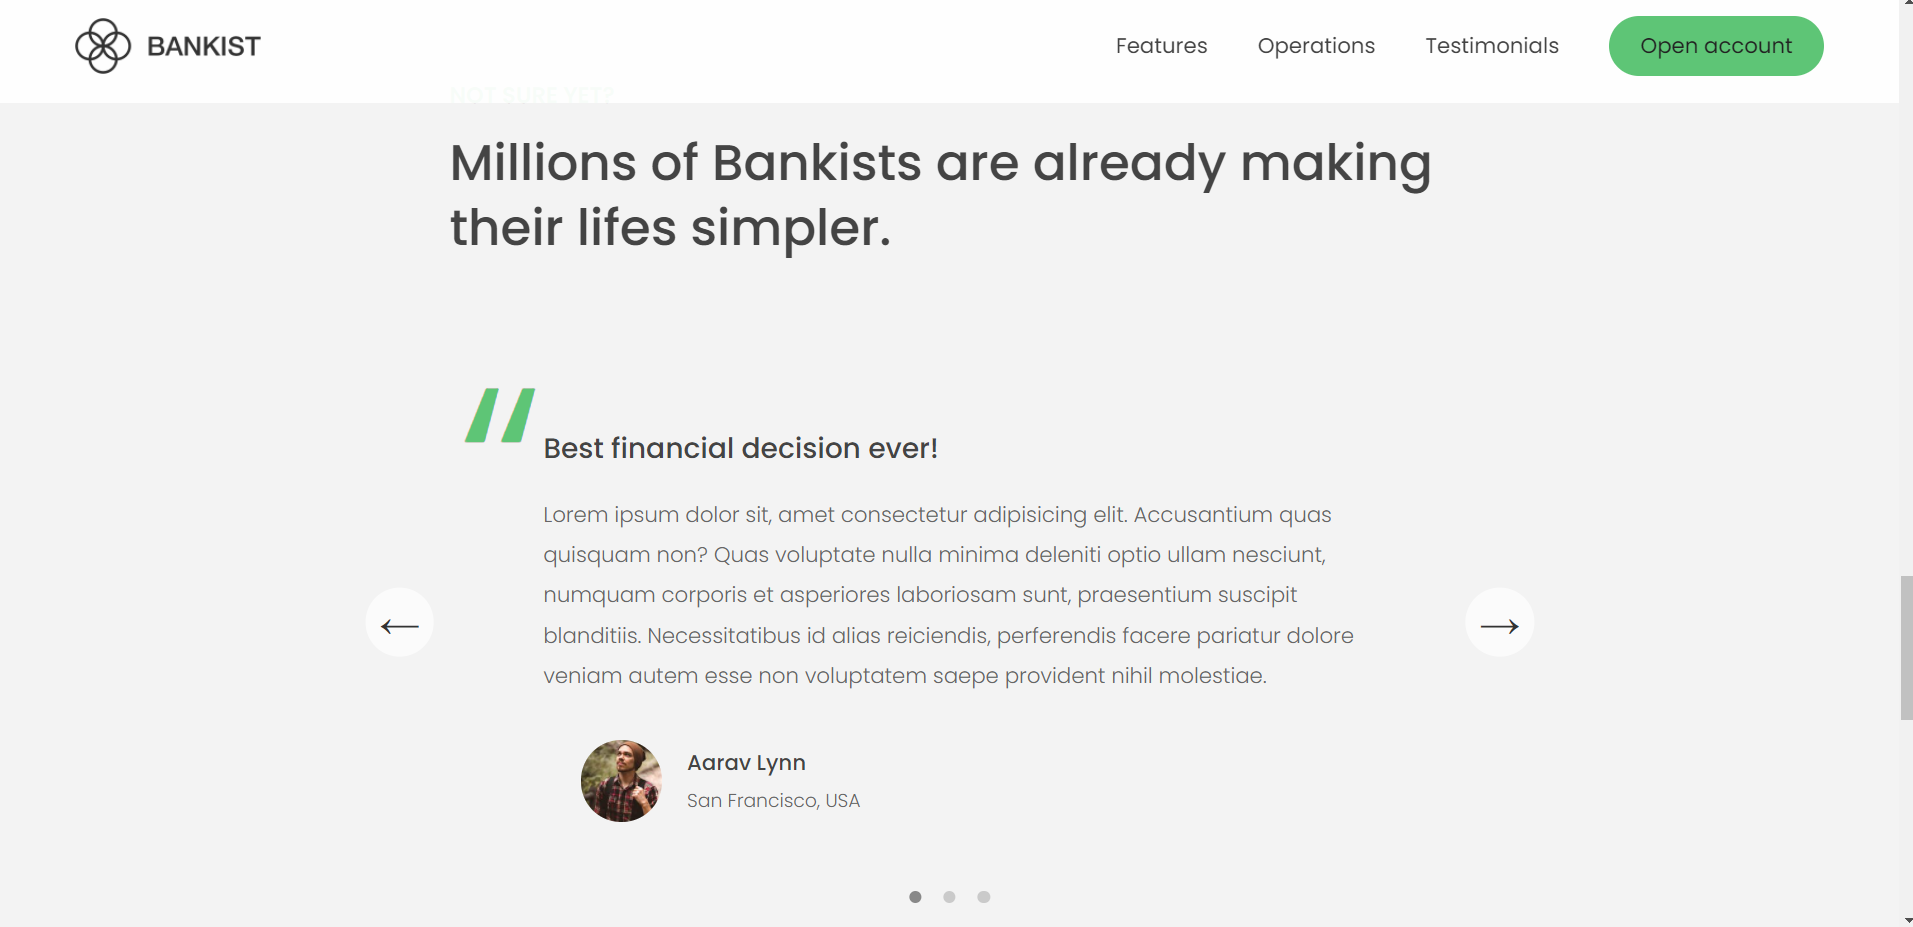 BANKIST
Features
Operations
Testimonials
Open account
NOT SURE YET?
Millions of Bankists are already making
their lifes simpler.
Best financial decision ever!
Lorem ipsum dolor sit, amet consectetur adipisicing elit. Accusantium quas
quisquam non? Quas voluptate nulla minima deleniti optio ullam nesciunt,
numquam corporis et asperiores laboriosam sunt, praesentium suscipit
blanditiis. Necessitatibus id alias reiciendis, perferendis facere pariatur dolore
veniam autem esse non voluptatem saepe provident nihil molestiae.
Aarav Lynn
San Francisco, USA